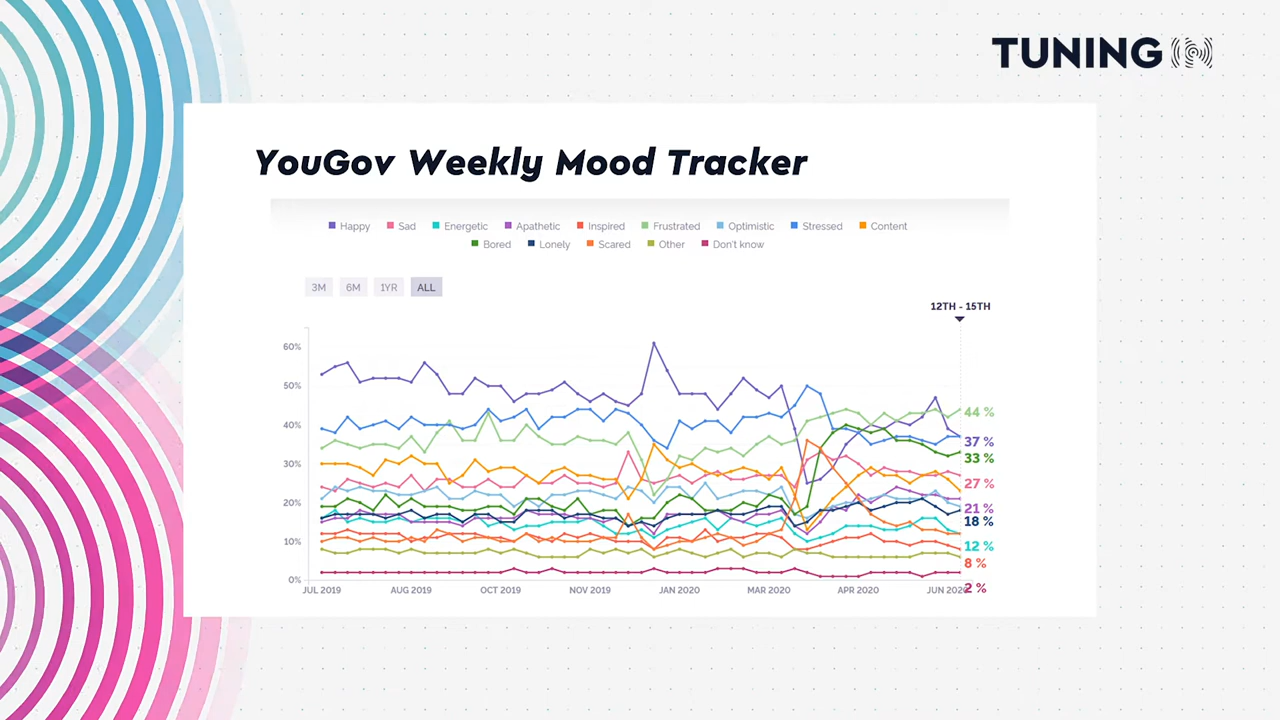 TUNING
YouGov Weekly Mood Tracker
Happy Sad Energetic Apathetic Inspired Frustrated Optimistic Stressed Content
Bored Lonely Scared Other Don't know
3M 6M 1YR ALL
12TH - 15TH
60%
50%
44 %
40%
37 %
33 %
30%
27 %
20%
21 %
18 %
12 %
10%
8 %
0%
2 %
JUL 2019 AUG 2019 OCT 2019 NOV 2019 JAN 2020 MAR 2020 APR 2020 JUN 2020